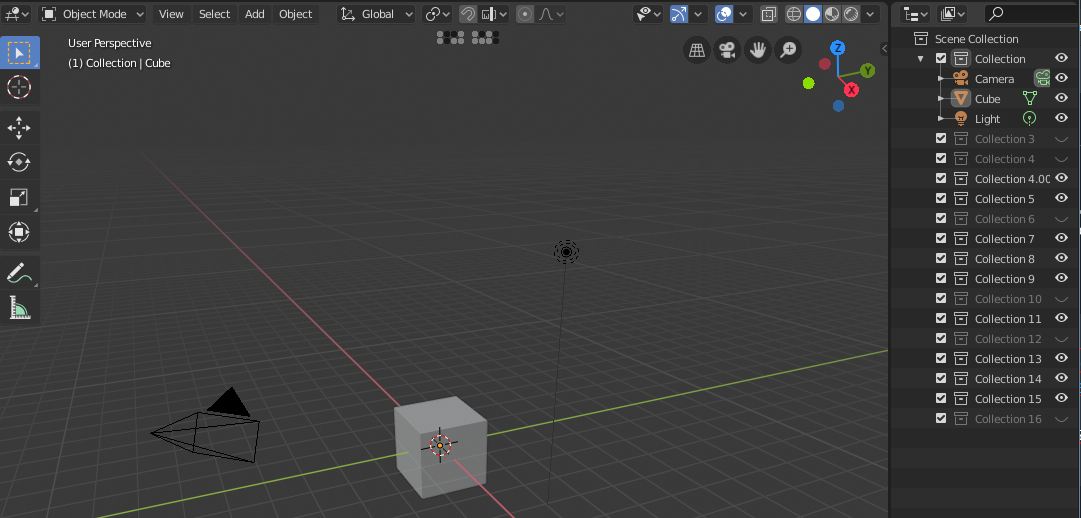 Object Mode
View
Select
Add
Object
Global
User Perspective
(1) Collection | Cube
Z
Y
X
Scene Collection
Collection
Camera
Cube
Light
Collection 3
Collection 4
Collection 4.00
Collection 5
Collection 6
Collection 7
Collection 8
Collection 9
Collection 10
Collection 11
Collection 12
Collection 13
Collection 14
Collection 15
Collection 16